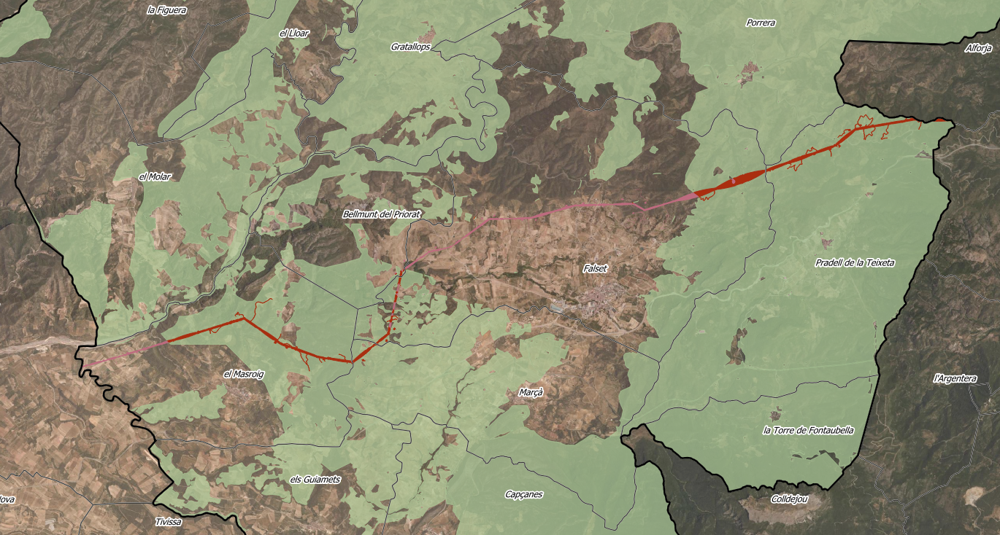 la Figuera
Porrera
el Lloar
Gratallops
Alforja
el Molar
Bellmunt del Priorat
Pradell de la Teixeta
Falset
el Masroig
l'Argentera
Marçà
la Torre de Fontaubella
els Guiamets
Capçanes
Colldejou
Tivissa